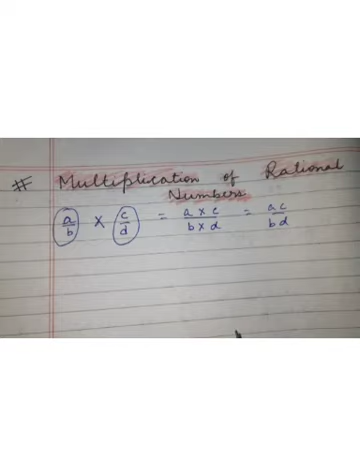 # Multiplication of Rational
Numbers
a/b × c/d = a × c / b × d = ac / bd